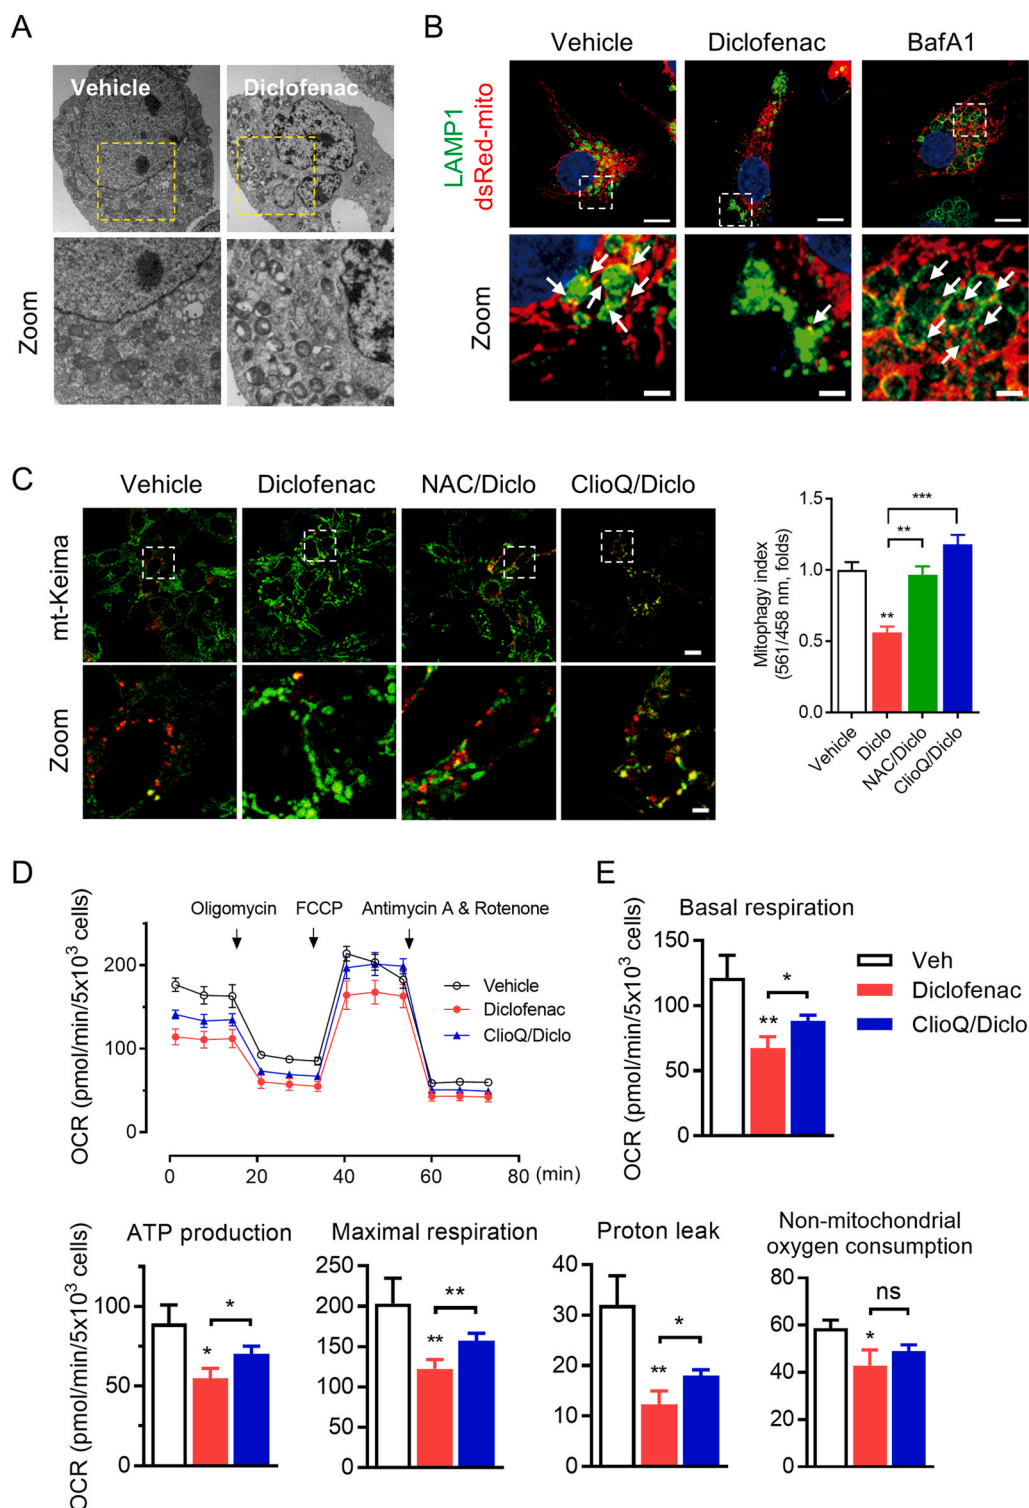 A
Vehicle
Diclofenac
Zoom
B
Vehicle
Diclofenac
BafA1
LAMP1
dsRed-mito
Zoom
C
Vehicle
Diclofenac
NAC/Diclo
ClioQ/Diclo
mt-Keima
Zoom
Mitophagy index
(561/458 nm, folds)
1.5
1.0
0.5
0.0
***
**
**
Vehicle
Diclo
NAC/Diclo
ClioQ/Diclo
D
OCR (pmol/min/5x10³ cells)
Oligomycin
FCCP
Antimycin A & Rotenone
200
100
0
Vehicle
Diclofenac
ClioQ/Diclo
0
20
40
60
80
(min)
E
Basal respiration
OCR (pmol/min/5x10³ cells)
150
100
50
0
*
**
Veh
Diclofenac
ClioQ/Diclo
OCR (pmol/min/5x10³ cells)
ATP production
100
50
0
*
*
Maximal respiration
250
200
150
100
50
0
**
**
Proton leak
40
30
20
10
0
*
**
Non-mitochondrial
oxygen consumption
80
60
40
20
0
ns
*